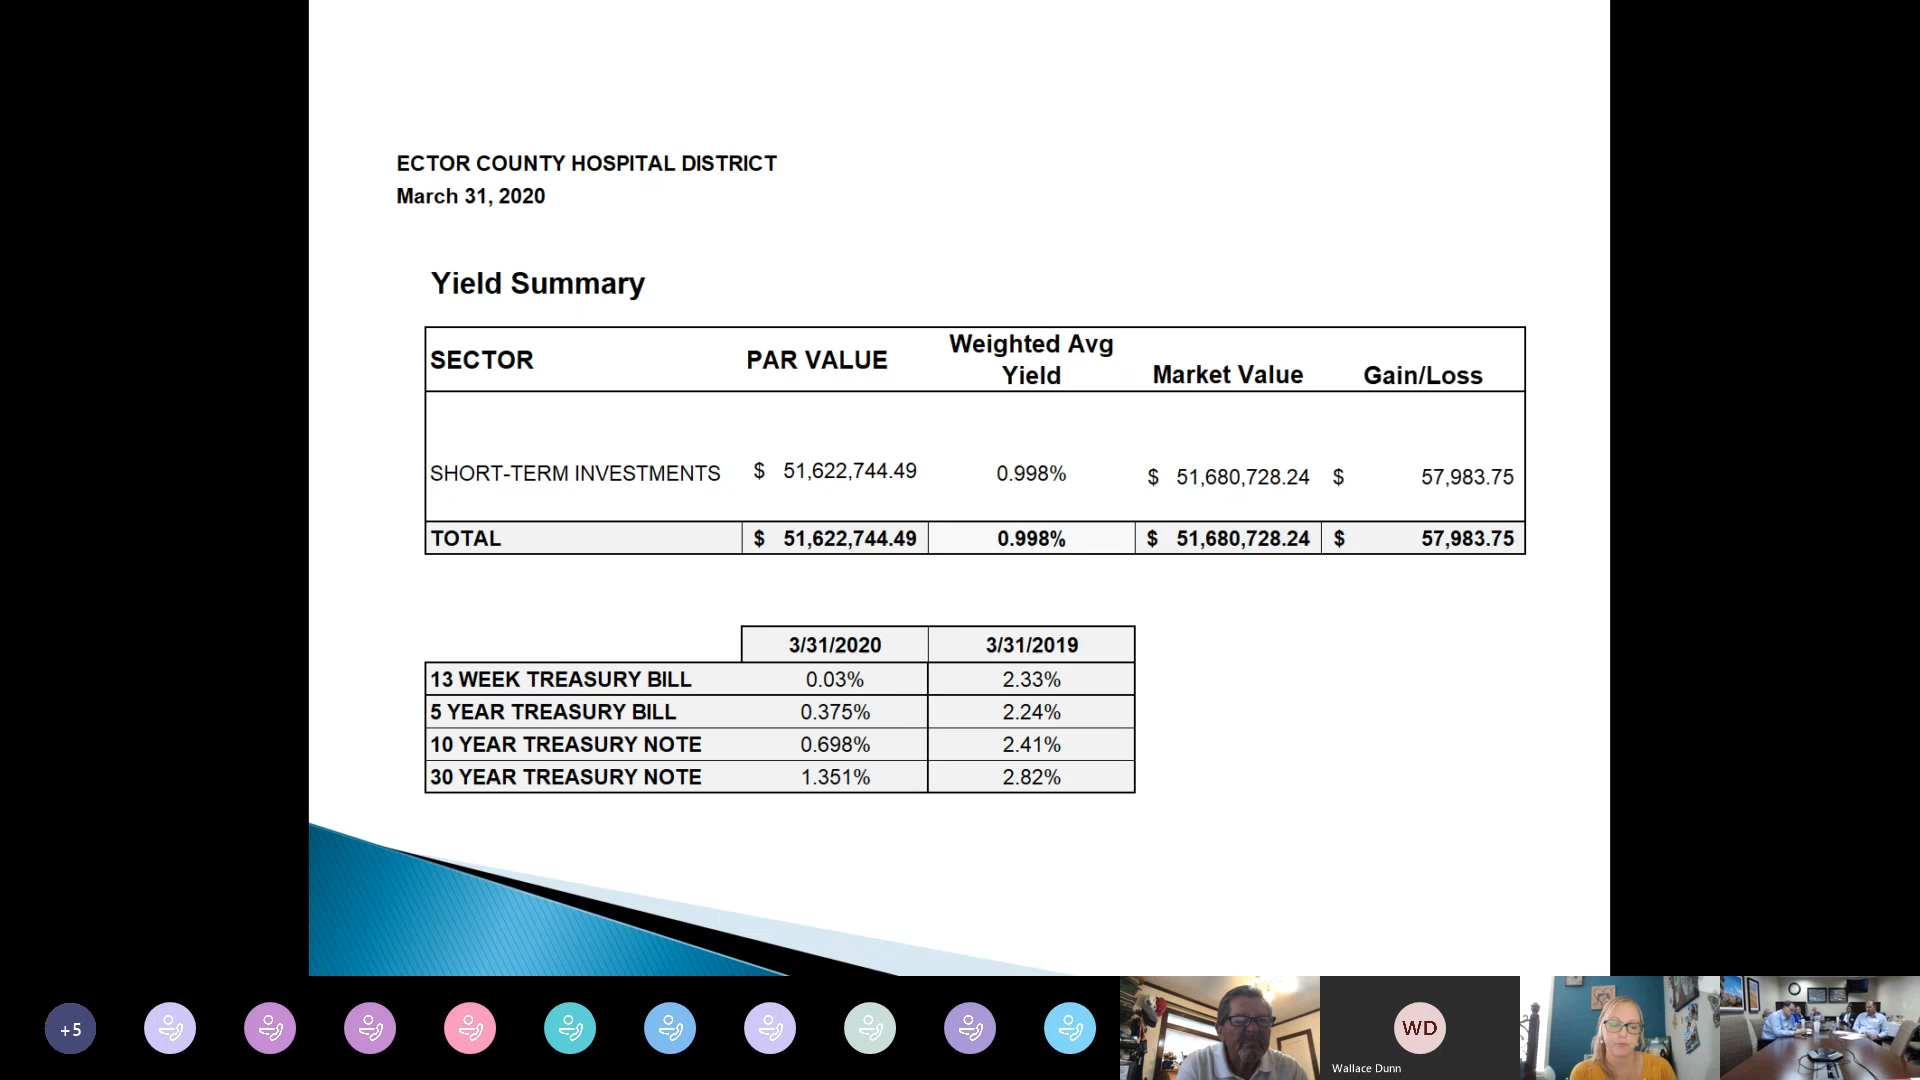 ECTOR COUNTY HOSPITAL DISTRICT
March 31, 2020
Yield Summary
SECTOR PAR VALUE Weighted Avg Yield Market Value Gain/Loss
SHORT-TERM INVESTMENTS $ 51,622,744.49 0.998% $ 51,680,728.24 $ 57,983.75
TOTAL $ 51,622,744.49 0.998% $ 51,680,728.24 $ 57,983.75
3/31/2020 3/31/2019
13 WEEK TREASURY BILL 0.03% 2.33%
5 YEAR TREASURY BILL 0.375% 2.24%
10 YEAR TREASURY NOTE 0.698% 2.41%
30 YEAR TREASURY NOTE 1.351% 2.82%
+5
WD
Wallace Dunn